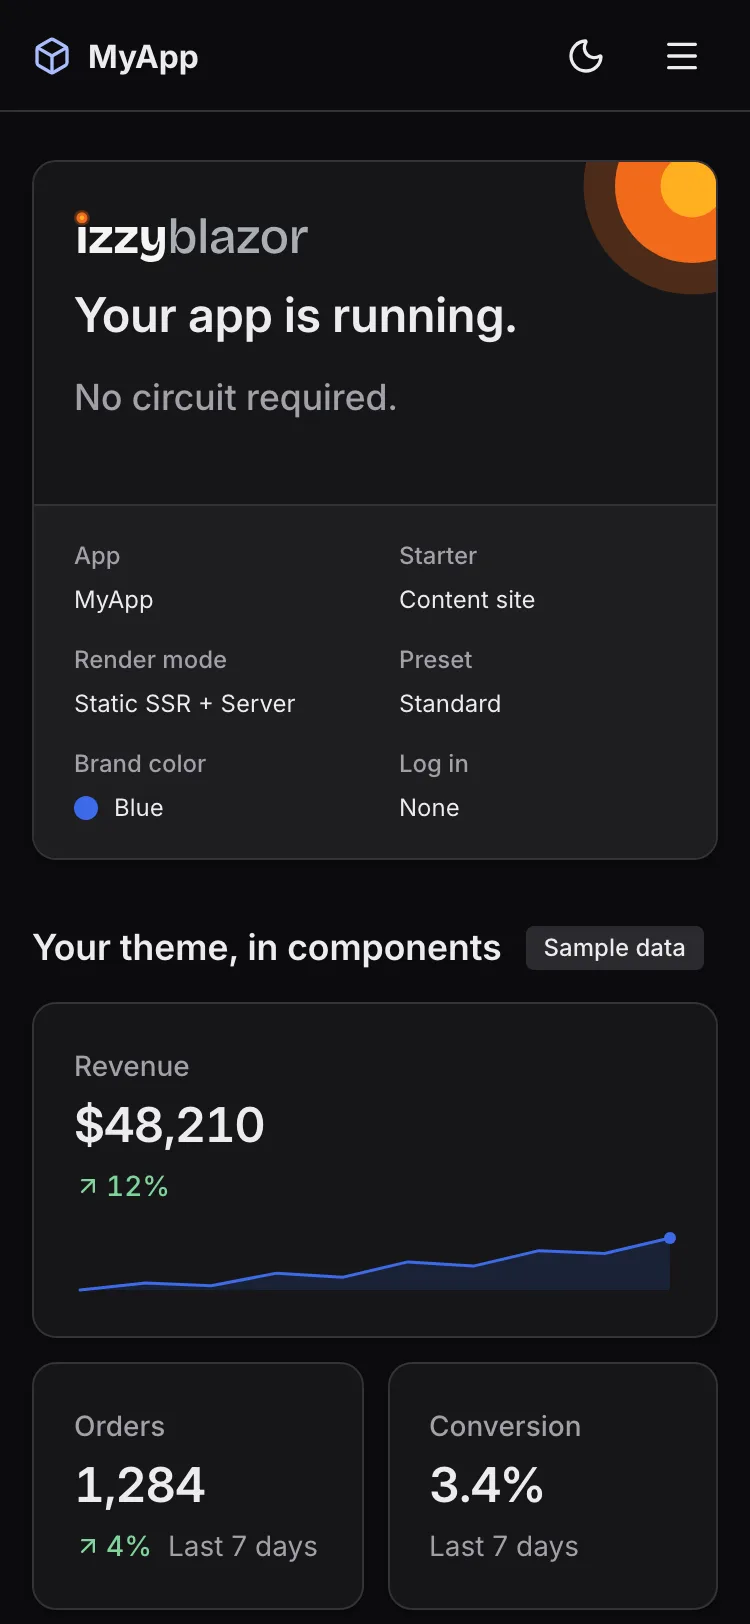 MyApp
izzyblazor
Your app is running.
No circuit required.
App
MyApp
Starter
Content site
Render mode
Static SSR + Server
Preset
Standard
Brand color
Blue
Log in
None
Your theme, in components
Sample data
Revenue
$48,210
12%
Orders
1,284
4% Last 7 days
Conversion
3.4%
Last 7 days